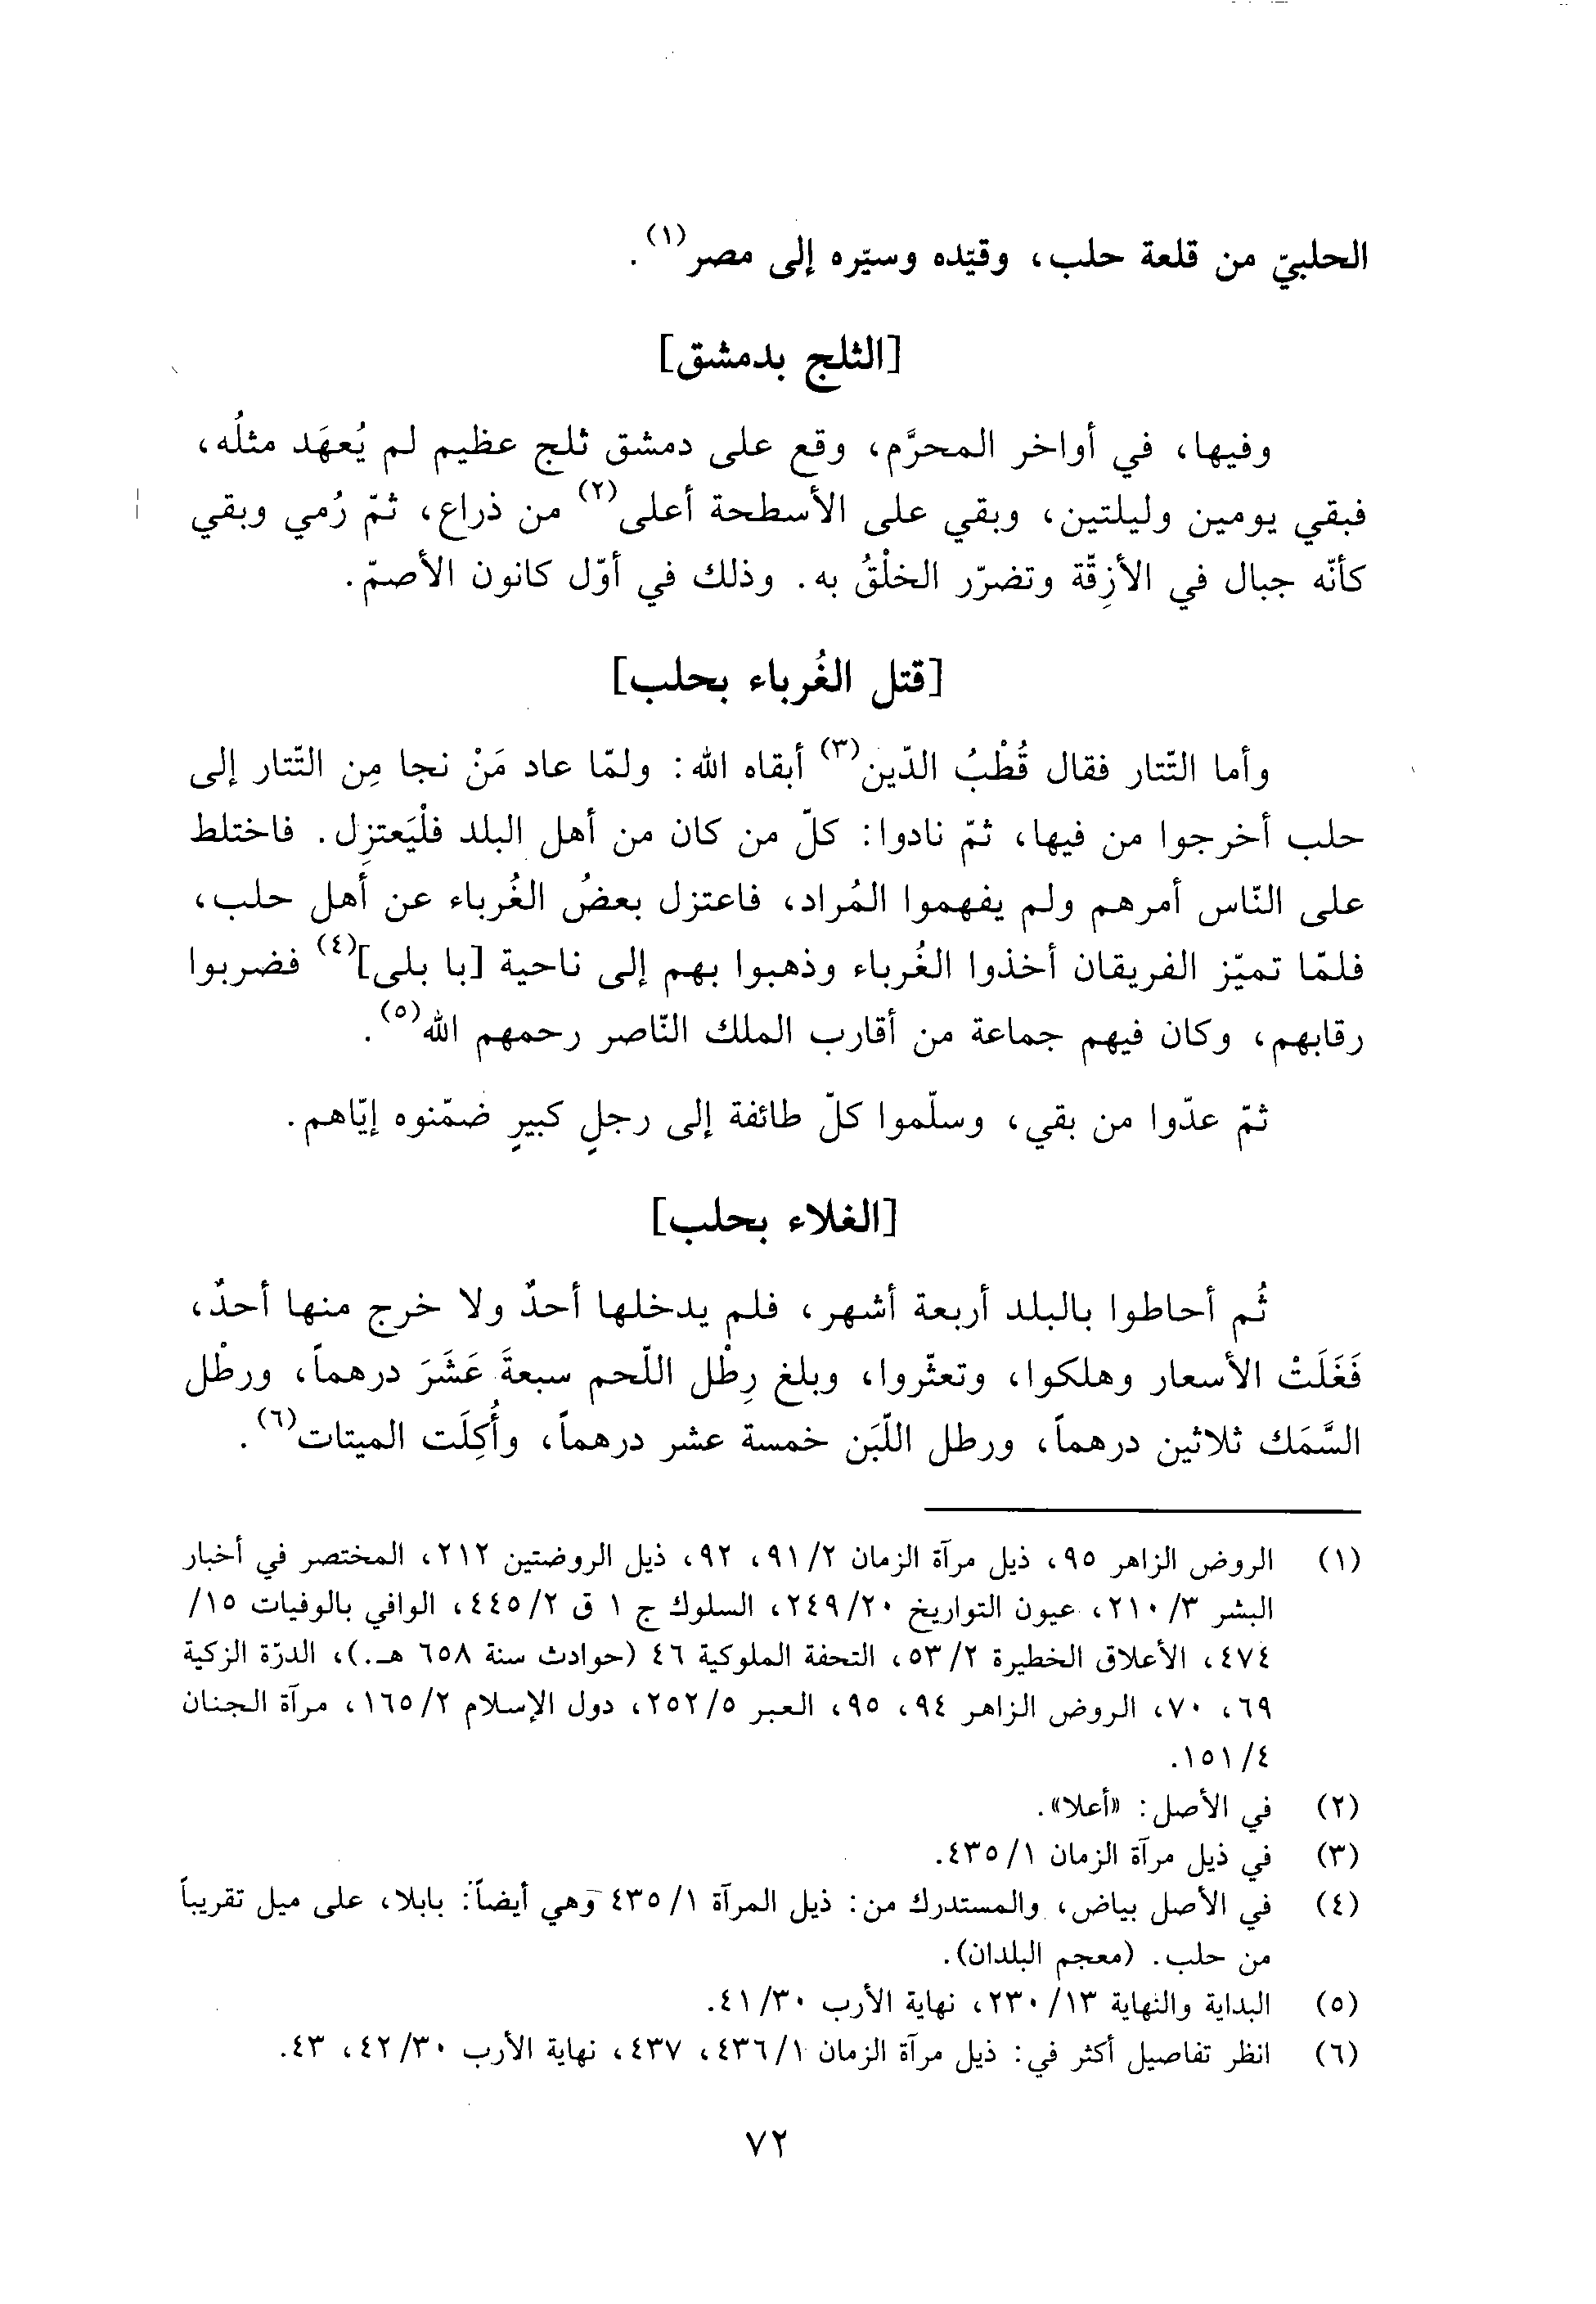 الحلبيّ من قلعة حلب، وقيّده وسيّره إلى مصر(١).
[الثلج بدمشق]
وفيها، في أواخر المحرَّم، وقع على دمشق ثلج عظيم لم يُعهَد مثلُه،
فبقي يومين وليلتين، وبقي على الأسطحة أعلى(٢) من ذراع، ثمّ رُمي وبقي
كأنّه جبال في الأزِقّة وتضرّر الخلْقُ به. وذلك في أوّل كانون الأصمّ.
[قتل الغُرباء بحلب]
وأما التّتار فقال قُطْبُ الدّين(٣) أبقاه الله: ولمّا عاد مَنْ نجا مِن التّتار إلى
حلب أخرجوا من فيها، ثمّ نادوا: كلّ من كان من أهل البلد فلْيَعتزِل. فاختلط
على النّاس أمرهم ولم يفهموا المُراد، فاعتزل بعضُ الغُرباء عن أهل حلب،
فلمّا تميّز الفريقان أخذوا الغُرباء وذهبوا بهم إلى ناحية [با بلى](٤) فضربوا
رقابهم، وكان فيهم جماعة من أقارب الملك النّاصر رحمهم الله(٥).
ثمّ عدّوا من بقي، وسلّموا كلّ طائفة إلى رجلٍ كبيرٍ ضمّنوه إيّاهم.
[الغلاء بحلب]
ثُم أحاطوا بالبلد أربعة أشهر، فلم يدخلها أحدٌ ولا خرج منها أحدٌ،
فَغَلَتْ الأسعار وهلكوا، وتعثّروا، وبلغ رِطْل اللّحم سبعةَ عَشَرَ درهماً، ورطْل
السَّمَك ثلاثين درهماً، ورطل اللّبَن خمسة عشر درهماً، وأُكِلَت الميتات(٦).
(١) الروض الزاهر ٩٥، ذيل مرآة الزمان ٩١/٢، ٩٢، ذيل الروضتين ٢١٢، المختصر في أخبار
البشر ٢١٠/٣، عيون التواريخ ٢٤٩/٢٠، السلوك ج ١ ق ٤٤٥/٢، الوافي بالوفيات ١٥/
٤٧٤، الأعلاق الخطيرة ٥٣/٢، التحفة الملوكية ٤٦ (حوادث سنة ٦٥٨ هـ.)، الدرّة الزكية
٦٩، ٧٠، الروض الزاهر ٩٤، ٩٥، العبر ٢٥٢/٥، دول الإسلام ١٦٥/٢، مرآة الجنان
١٥١/٤.
(٢) في الأصل: «أعلا».
(٣) في ذيل مرآة الزمان ٤٣٥/١.
(٤) في الأصل بياض، والمستدرك من: ذيل المرآة ٤٣٥/١ وهي أيضاً: بابلا، على ميل تقريباً
من حلب. (معجم البلدان).
(٥) البداية والنهاية ٢٣٠/١٣، نهاية الأرب ٤١/٣٠.
(٦) انظر تفاصيل أكثر في: ذيل مرآة الزمان ٤٣٦/١، ٤٣٧، نهاية الأرب ٤٢/٣٠، ٤٣.
٧٢